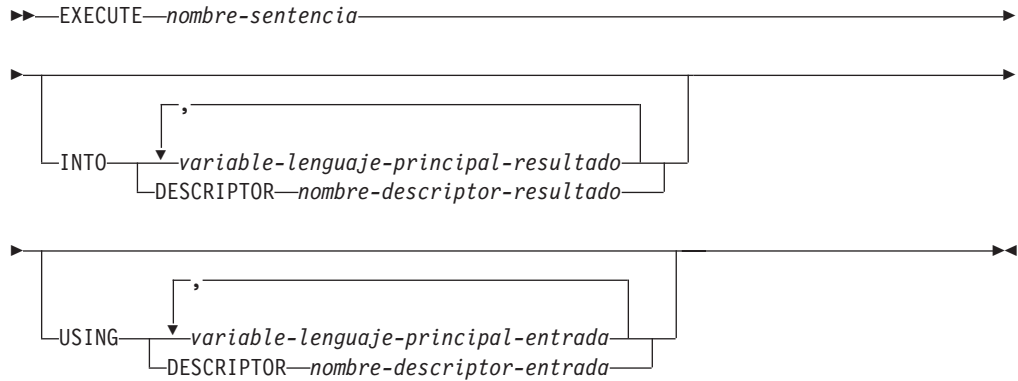 EXECUTE nombre-sentencia
,
INTO variable-lenguaje-principal-resultado
DESCRIPTOR nombre-descriptor-resultado
,
USING variable-lenguaje-principal-entrada
DESCRIPTOR nombre-descriptor-entrada